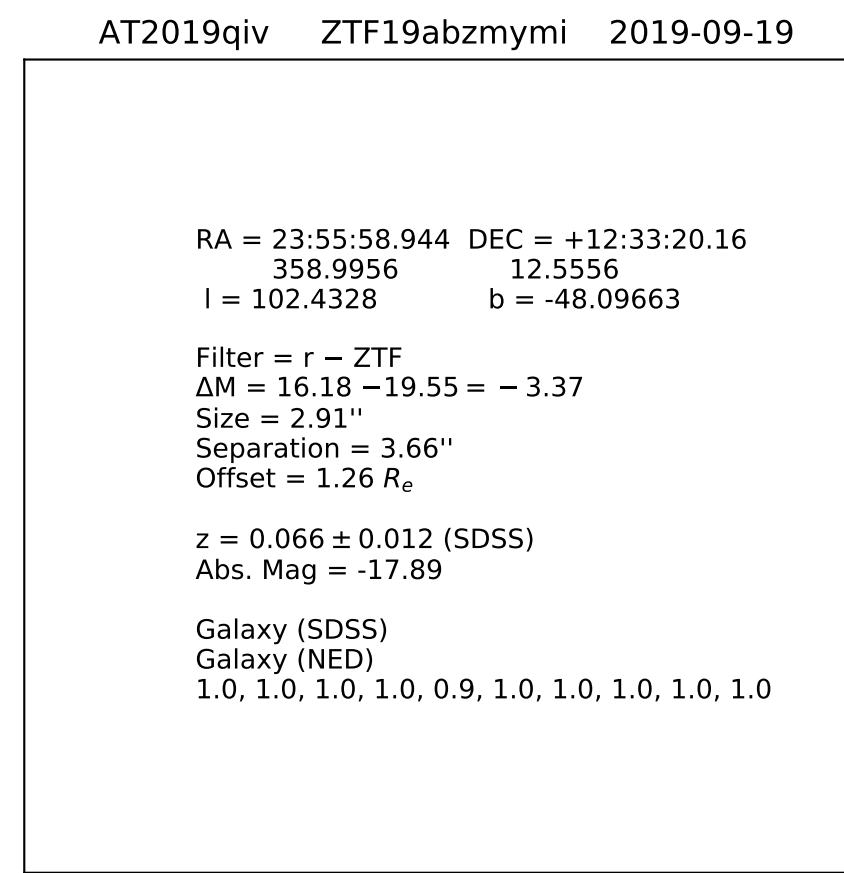 AT2019qiv ZTF19abzmymi 2019-09-19
RA = 23:55:58.944 DEC = +12:33:20.16
358.9956 12.5556
l = 102.4328 b = -48.09663
Filter = r − ZTF
ΔM = 16.18 −19.55 = − 3.37
Size = 2.91''
Separation = 3.66''
Offset = 1.26 Re
z = 0.066 ± 0.012 (SDSS)
Abs. Mag = -17.89
Galaxy (SDSS)
Galaxy (NED)
1.0, 1.0, 1.0, 1.0, 0.9, 1.0, 1.0, 1.0, 1.0, 1.0